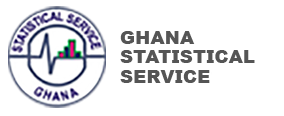 STATISTICAL SERVICE
GHANA
GHANA
STATISTICAL
SERVICE